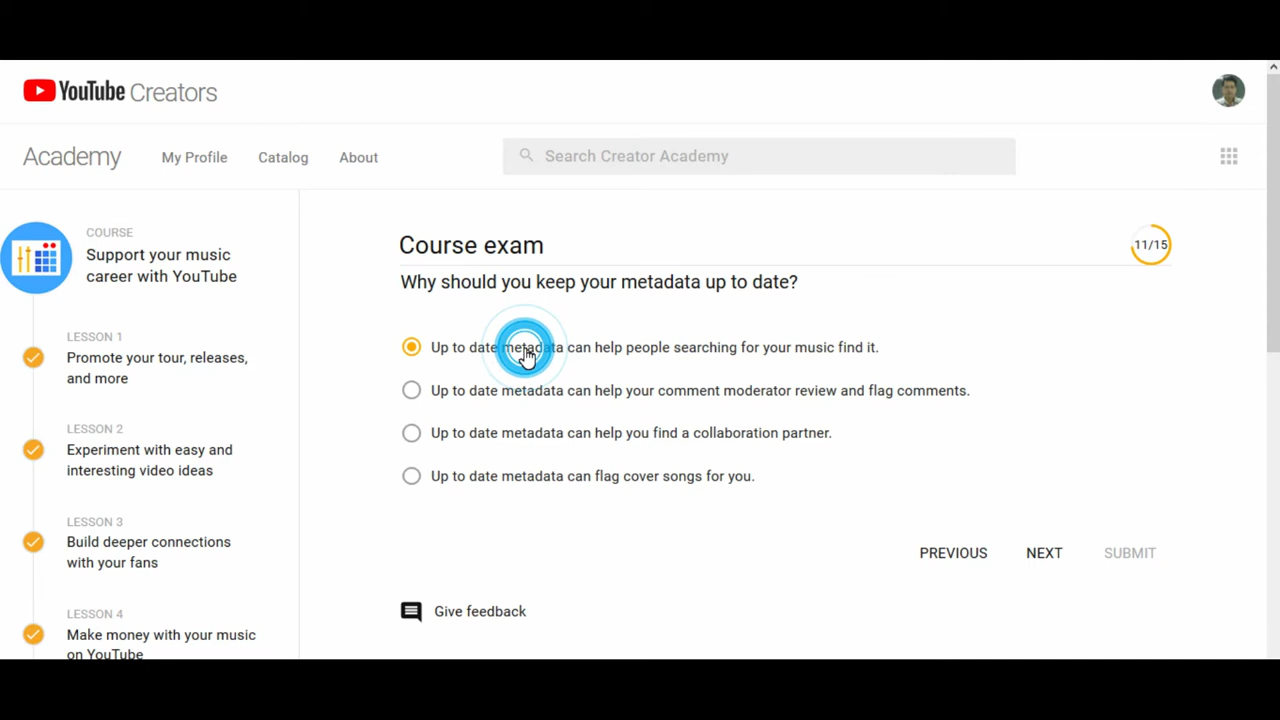 YouTube Creators
Academy
My Profile
Catalog
About
Search Creator Academy
COURSE
Support your music
career with YouTube
LESSON 1
Promote your tour, releases,
and more
LESSON 2
Experiment with easy and
interesting video ideas
LESSON 3
Build deeper connections
with your fans
LESSON 4
Make money with your music
on YouTube
Course exam
11/15
Why should you keep your metadata up to date?
Up to date metadata can help people searching for your music find it.
Up to date metadata can help your comment moderator review and flag comments.
Up to date metadata can help you find a collaboration partner.
Up to date metadata can flag cover songs for you.
PREVIOUS
NEXT
SUBMIT
Give feedback